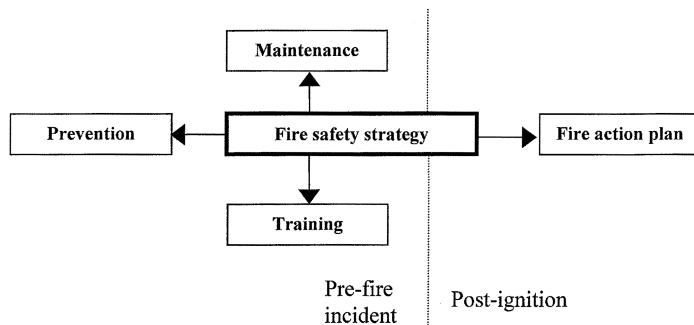 Maintenance
Prevention
Fire safety strategy
Fire action plan
Training
Pre-fire
incident
Post-ignition